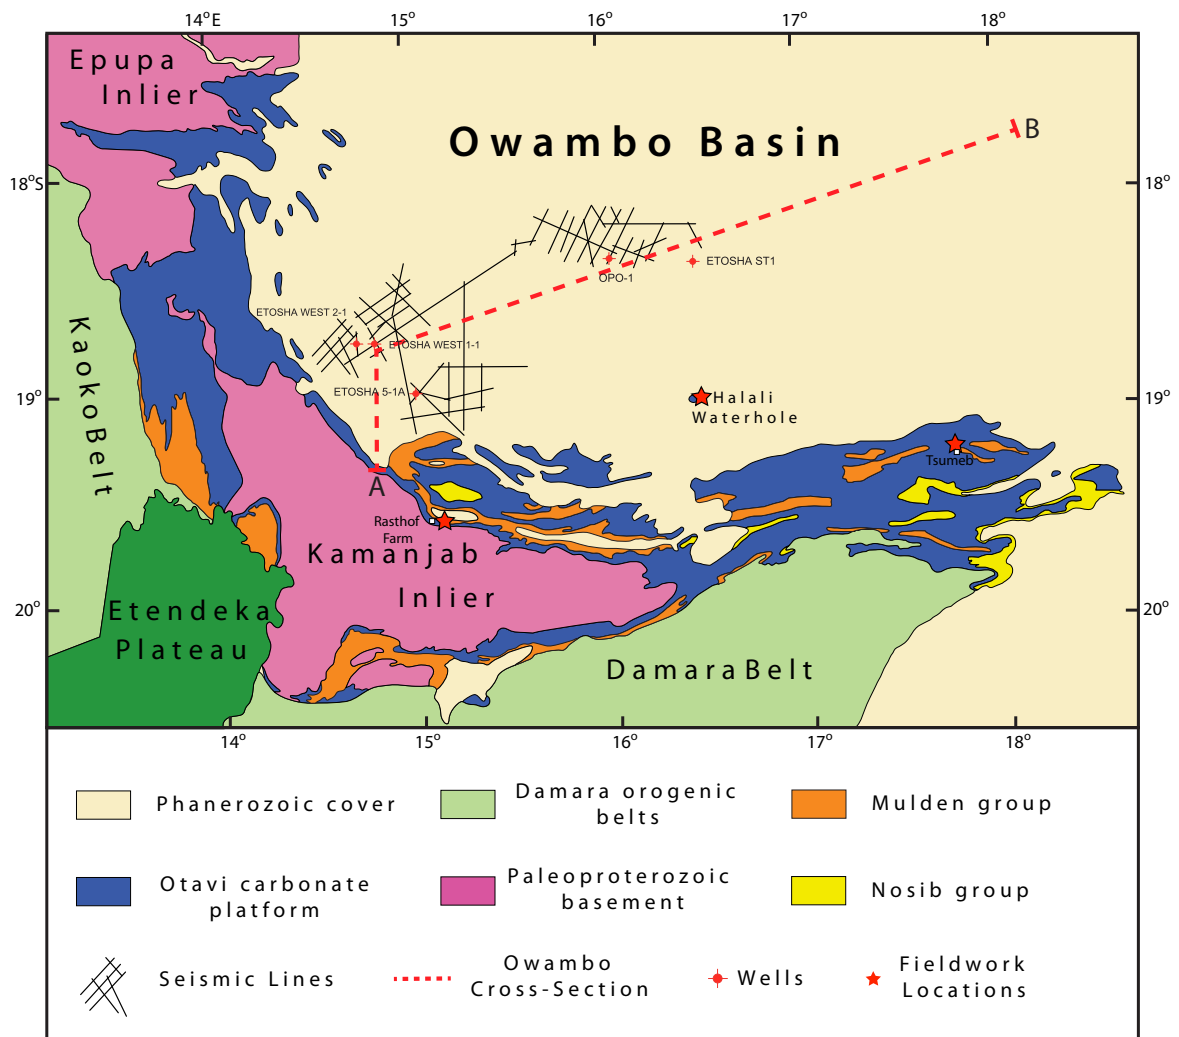 14°E 15° 16° 17° 18°
Epupa
Inlier
Owambo Basin
B
18°S
18°
ETOSHA ST1
OPO-1
ETOSHA WEST 2-1
ETOSHA WEST 1-1
Kaoko Belt
ETOSHA 5-1A
19°
19°
Halali
Waterhole
Tsumeb
A
Rasthof
Farm
Kamanjab
Inlier
20°
20°
Etendeka
Plateau
Damara Belt
14° 15° 16° 17° 18°
Phanerozoic cover
Damara orogenic
belts
Mulden group
Otavi carbonate
platform
Paleoproterozoic
basement
Nosib group
Seismic Lines
Owambo
Cross-Section
Wells
Fieldwork
Locations